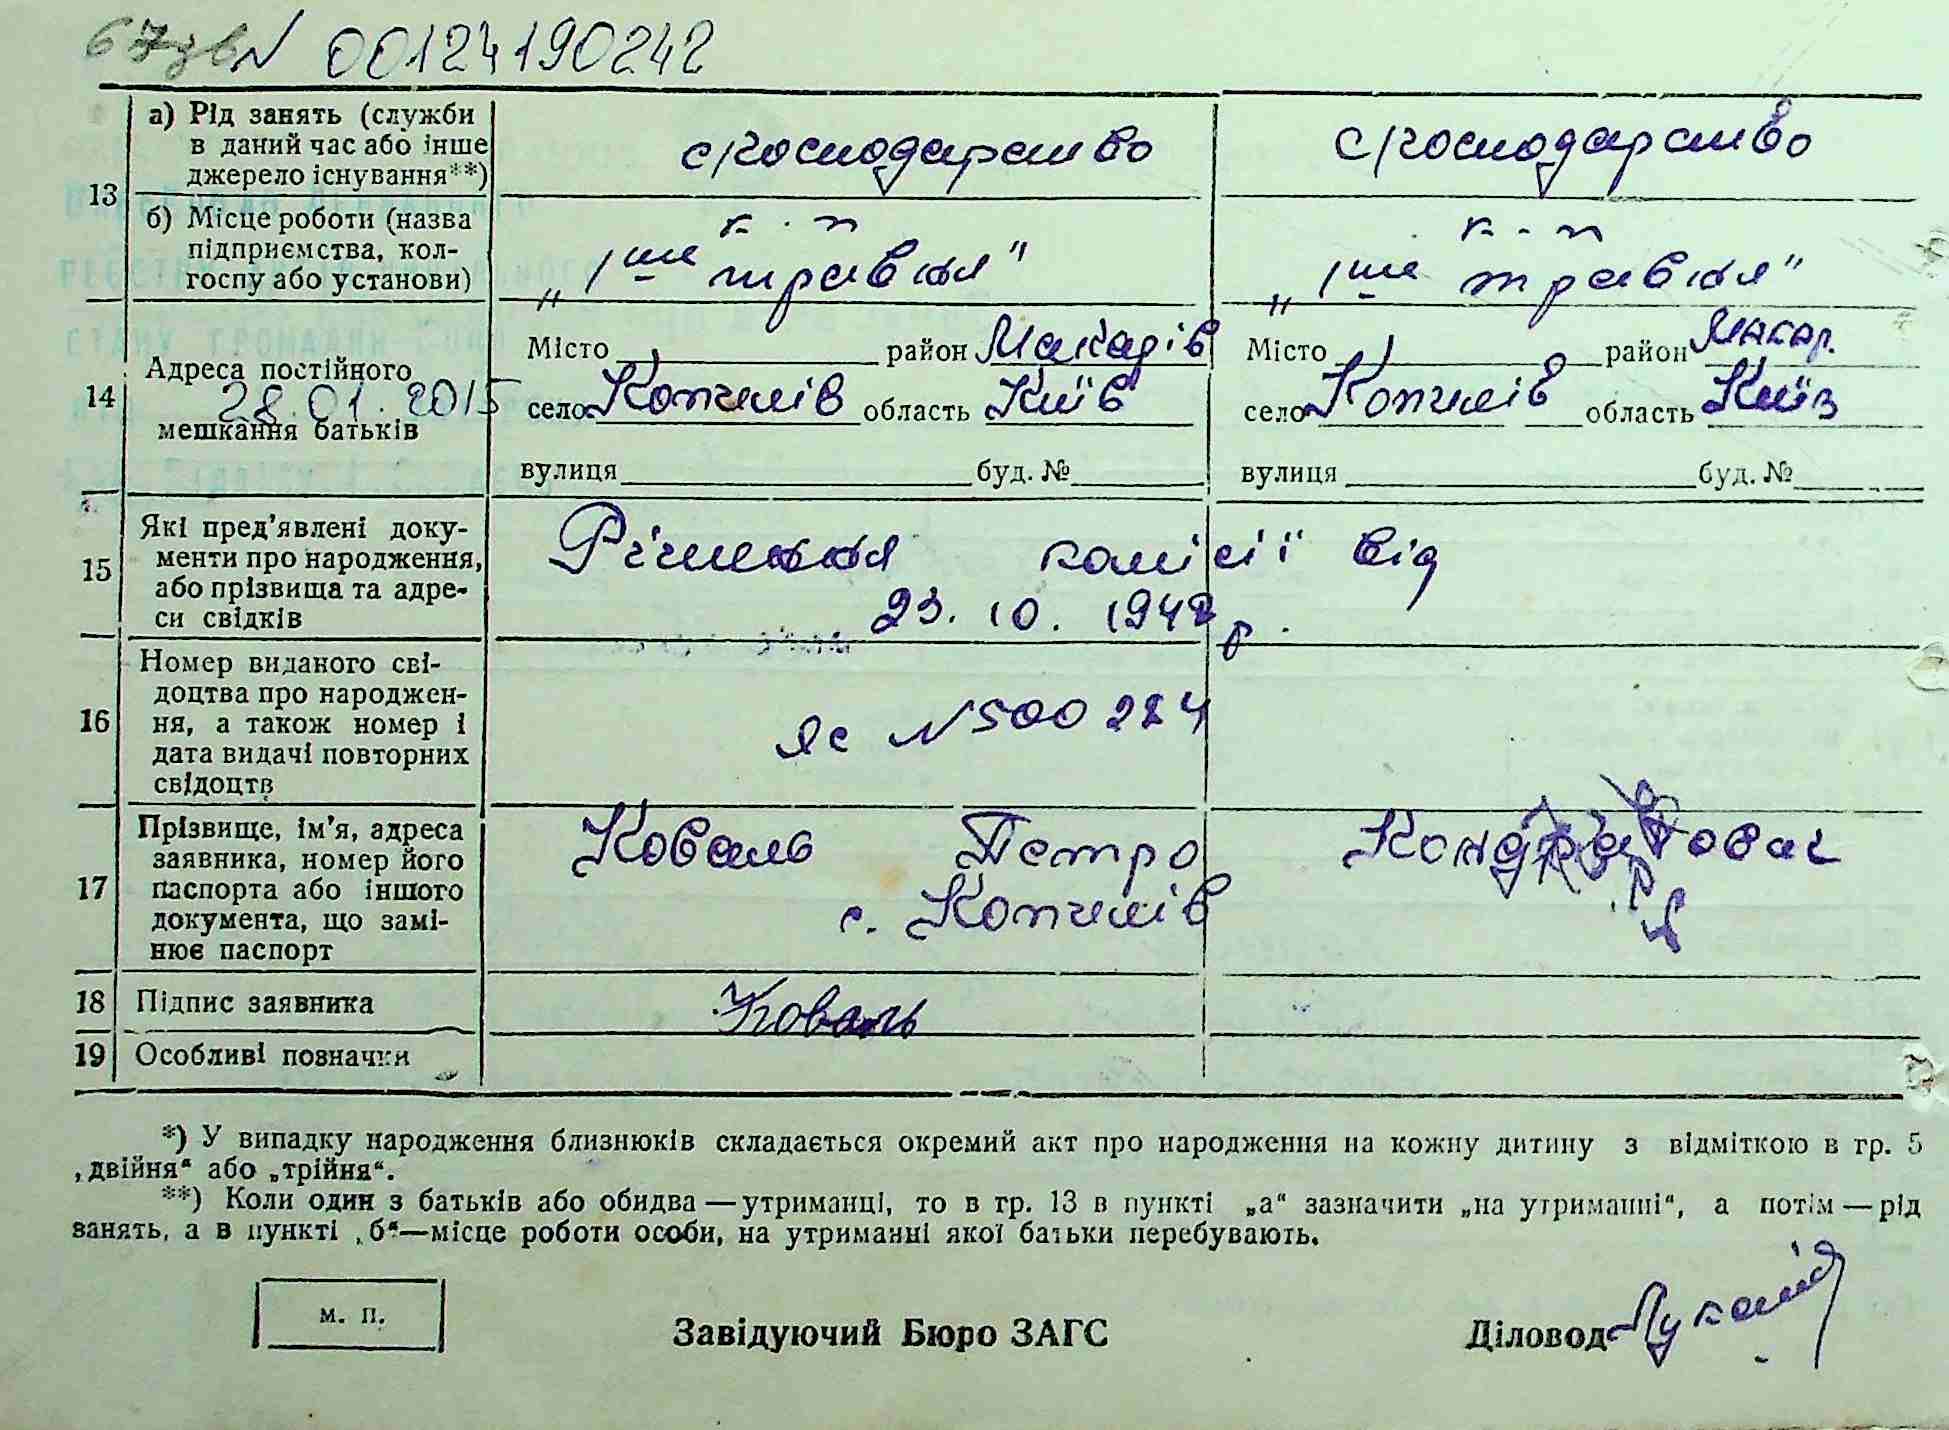 00124190242
13 а) Рід занять (служби в даний час або інше джерело існування**) с/господарство с/господарство
б) Місце роботи (назва підприємства, колгоспу або установи) к-п к-п
„1ше травня" „1ше травня"
14 Адреса постійного мешкання батьків
28.01.2015
Місто район Макарів Місто район Макар.
село Копилів область Київ село Копилів область Київ
вулиця буд. № вулиця буд. №
15 Які пред'явлені документи про народження, або прізвища та адреси свідків
Рішення комісії від
23.10.1942 р.
16 Номер виданого свідоцтва про народження, а також номер і дата видачі повторних свідоцтв
Яс N 500284
17 Прізвище, ім'я, адреса заявника, номер його паспорта або іншого документа, що замінює паспорт
Коваль Петро
с. Копилів
18 Підпис заявника Коваль
19 Особливі позначки
*) У випадку народження близнюків складається окремий акт про народження на кожну дитину з відміткою в гр. 5
„двійня“ або „трійня“.
**) Коли один з батьків або обидва — утриманці, то в гр. 13 в пункті „а“ зазначити „на утриманні“, а потім — рід
занять, а в пункті „б“—місце роботи особи, на утриманні якої батьки перебувають.
м. п.
Завідуючий Бюро ЗАГС Діловод